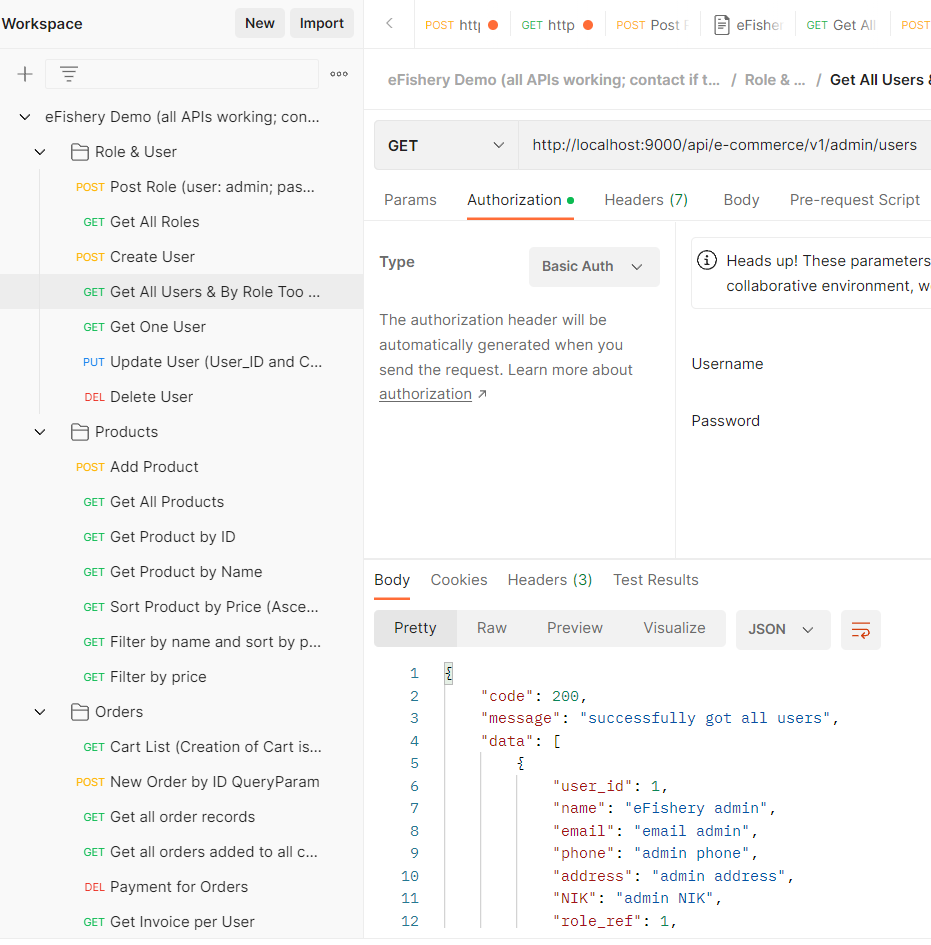 Workspace
New
Import
eFishery Demo (all APIs working; con...
Role & User
POST Post Role (user: admin; pas...
GET Get All Roles
POST Create User
GET Get All Users & By Role Too ...
GET Get One User
PUT Update User (User_ID and C...
DEL Delete User
Products
POST Add Product
GET Get All Products
GET Get Product by ID
GET Get Product by Name
GET Sort Product by Price (Asce...
GET Filter by name and sort by p...
GET Filter by price
Orders
GET Cart List (Creation of Cart is...
POST New Order by ID QueryParam
GET Get all order records
GET Get all orders added to all c...
DEL Payment for Orders
GET Get Invoice per User
POST http
GET http
POST Post
eFisher
GET Get All
POST
eFishery Demo (all APIs working; contact if t... / Role & ... / Get All Users &
GET
http://localhost:9000/api/e-commerce/v1/admin/users
Params
Authorization
Headers (7)
Body
Pre-request Script
Type
Basic Auth
The authorization header will be
automatically generated when you
send the request. Learn more about
authorization ↗
Heads up! These parameters
collaborative environment, w
Username
Password
Body
Cookies
Headers (3)
Test Results
Pretty
Raw
Preview
Visualize
JSON
1 {
2 "code": 200,
3 "message": "successfully got all users",
4 "data": [
5 {
6 "user_id": 1,
7 "name": "eFishery admin",
8 "email": "email admin",
9 "phone": "admin phone",
10 "address": "admin address",
11 "NIK": "admin NIK",
12 "role_ref": 1,